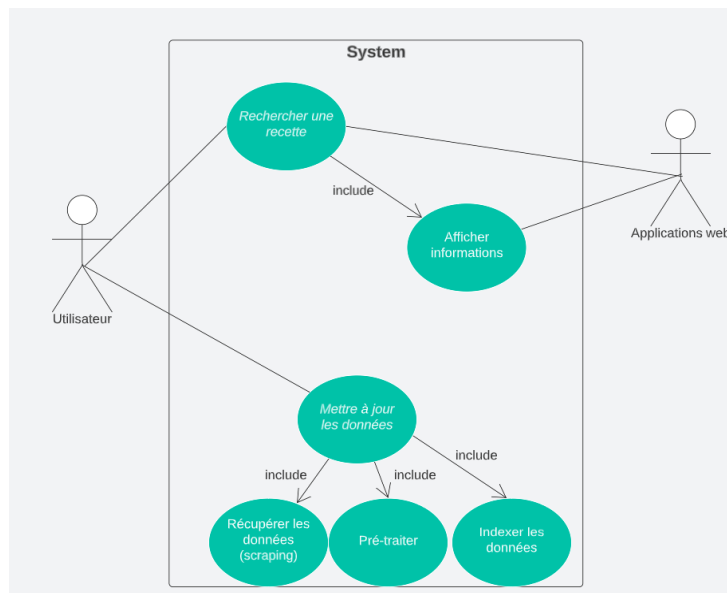 System
Rechercher une
recette
include
Afficher
informations
Applications web
Utilisateur
Mettre à jour
les données
include
include
include
Récupérer les
données
(scraping)
Pré-traiter
Indexer les
données